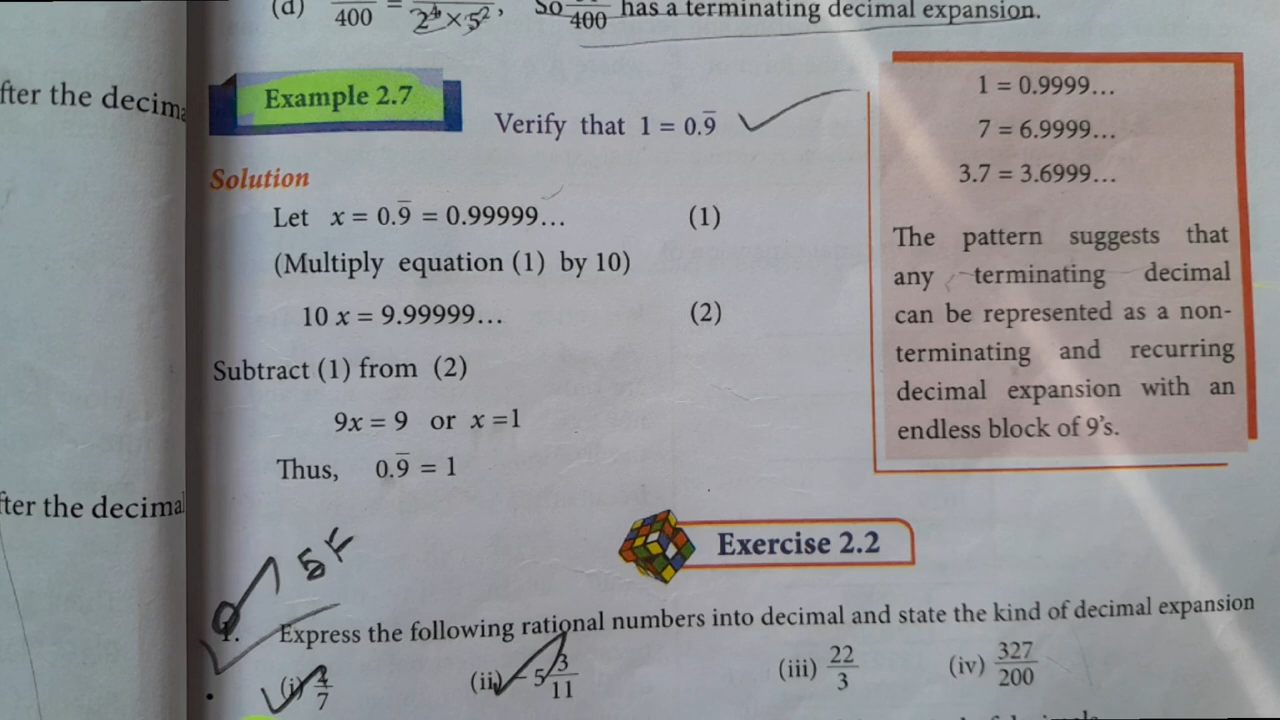 (d) 400 = 2⁴ × 5² , So 400 has a terminating decimal expansion.
fter the decima
Example 2.7
Verify that 1 = 0.9̅
Solution
Let x = 0.9̅ = 0.99999... (1)
(Multiply equation (1) by 10)
10 x = 9.99999... (2)
Subtract (1) from (2)
9x = 9 or x =1
Thus, 0.9̅ = 1
1 = 0.9999...
7 = 6.9999...
3.7 = 3.6999...
The pattern suggests that
any terminating decimal
can be represented as a non-
terminating and recurring
decimal expansion with an
endless block of 9's.
fter the decimal
Exercise 2.2
1. Express the following rational numbers into decimal and state the kind of decimal expansion
(i) /7 (ii) – 5 3/11 (iii) 22/3 (iv) 327/200